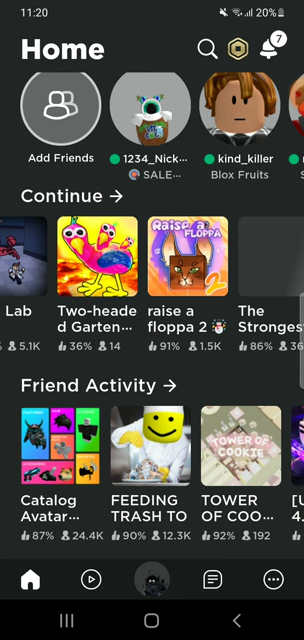 11:20
20%
Home
7
Add Friends
1234_Nick...
kind_killer
SALE...
Blox Fruits
Continue →
Raise a
FLOPPA
2
Lab
Two-heade
d Garten...
raise a
floppa 2
The
Stronges
5.1K
36% 14
91% 1.5K
86% 36
Friend Activity →
TOWER OF
COOKIE
Catalog
Avatar...
FEEDING
TRASH TO
TOWER
OF COO...
[U
4.
87% 24.4K
90% 12.3K
92% 192